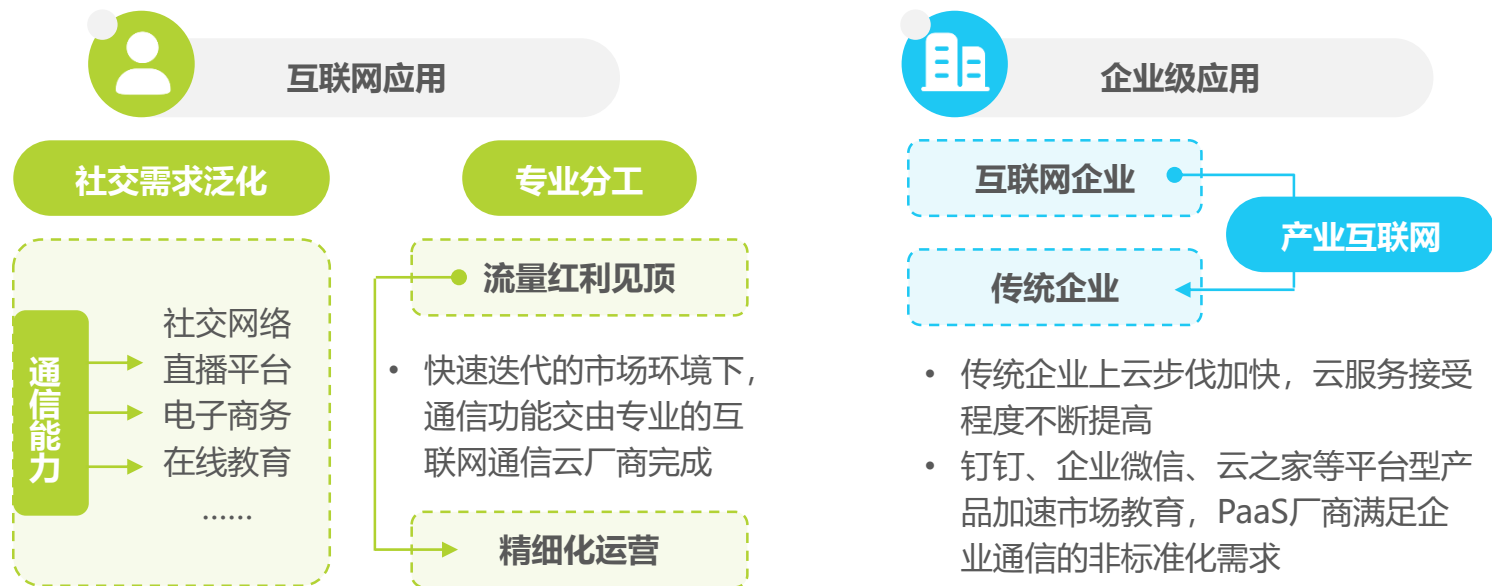 互联网应用
社交需求泛化
通信能力
社交网络
直播平台
电子商务
在线教育
......
专业分工
流量红利见顶
• 快速迭代的市场环境下，
通信功能交由专业的互
联网通信云厂商完成
精细化运营
企业级应用
互联网企业
产业互联网
传统企业
• 传统企业上云步伐加快，云服务接受
程度不断提高
• 钉钉、企业微信、云之家等平台型产
品加速市场教育，PaaS厂商满足企
业通信的非标准化需求